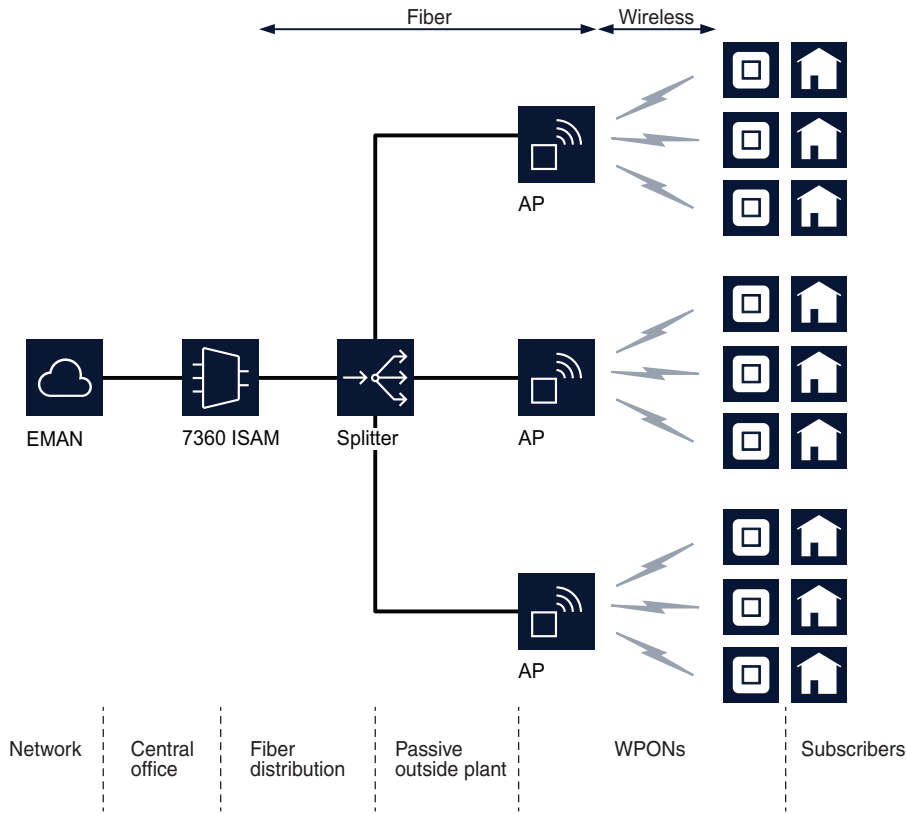 Fiber
Wireless
AP
EMAN
7360 ISAM
Splitter
AP
AP
Network
Central
office
Fiber
distribution
Passive
outside plant
WPONs
Subscribers